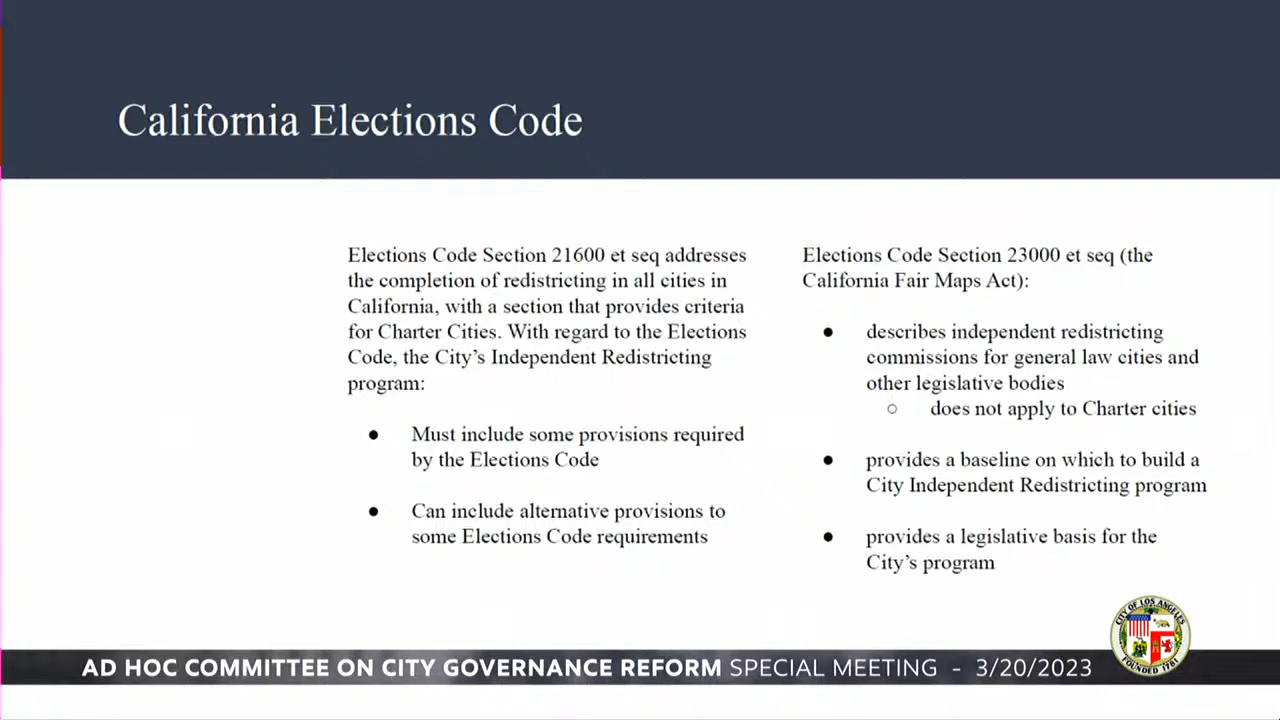 California Elections Code
Elections Code Section 21600 et seq addresses
the completion of redistricting in all cities in
California, with a section that provides criteria
for Charter Cities. With regard to the Elections
Code, the City’s Independent Redistricting
program:
● Must include some provisions required
by the Elections Code
● Can include alternative provisions to
some Elections Code requirements
Elections Code Section 23000 et seq (the
California Fair Maps Act):
● describes independent redistricting
commissions for general law cities and
other legislative bodies
○ does not apply to Charter cities
● provides a baseline on which to build a
City Independent Redistricting program
● provides a legislative basis for the
City’s program
AD HOC COMMITTEE ON CITY GOVERNANCE REFORM SPECIAL MEETING - 3/20/2023
CITY OF LOS ANGELES
FOUNDED 1781